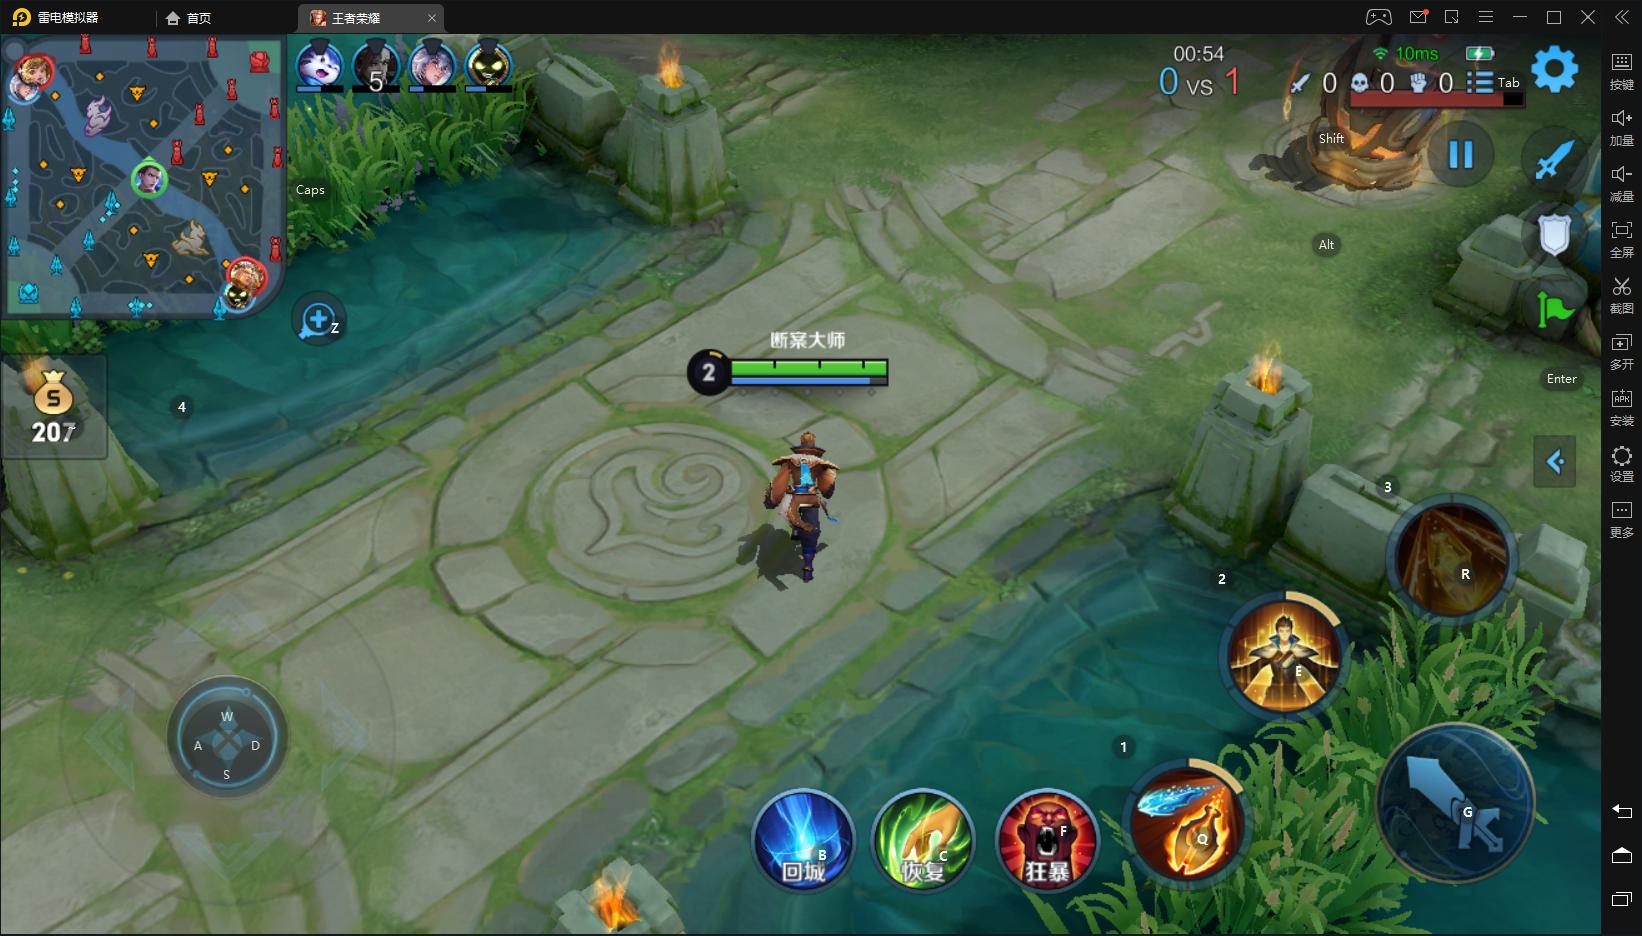 雷电模拟器
首页
王者荣耀
5
00:54
0 VS 1
10ms
0
0
0
Tab
Shift
Caps
Alt
Z
Enter
断案大师
2
S
207
4
3
R
2
E
W
A
D
S
1
Q
G
B
回城
C
恢复
F
狂暴
按键
加量
减量
全屏
截图
多开
APK
安装
设置
更多